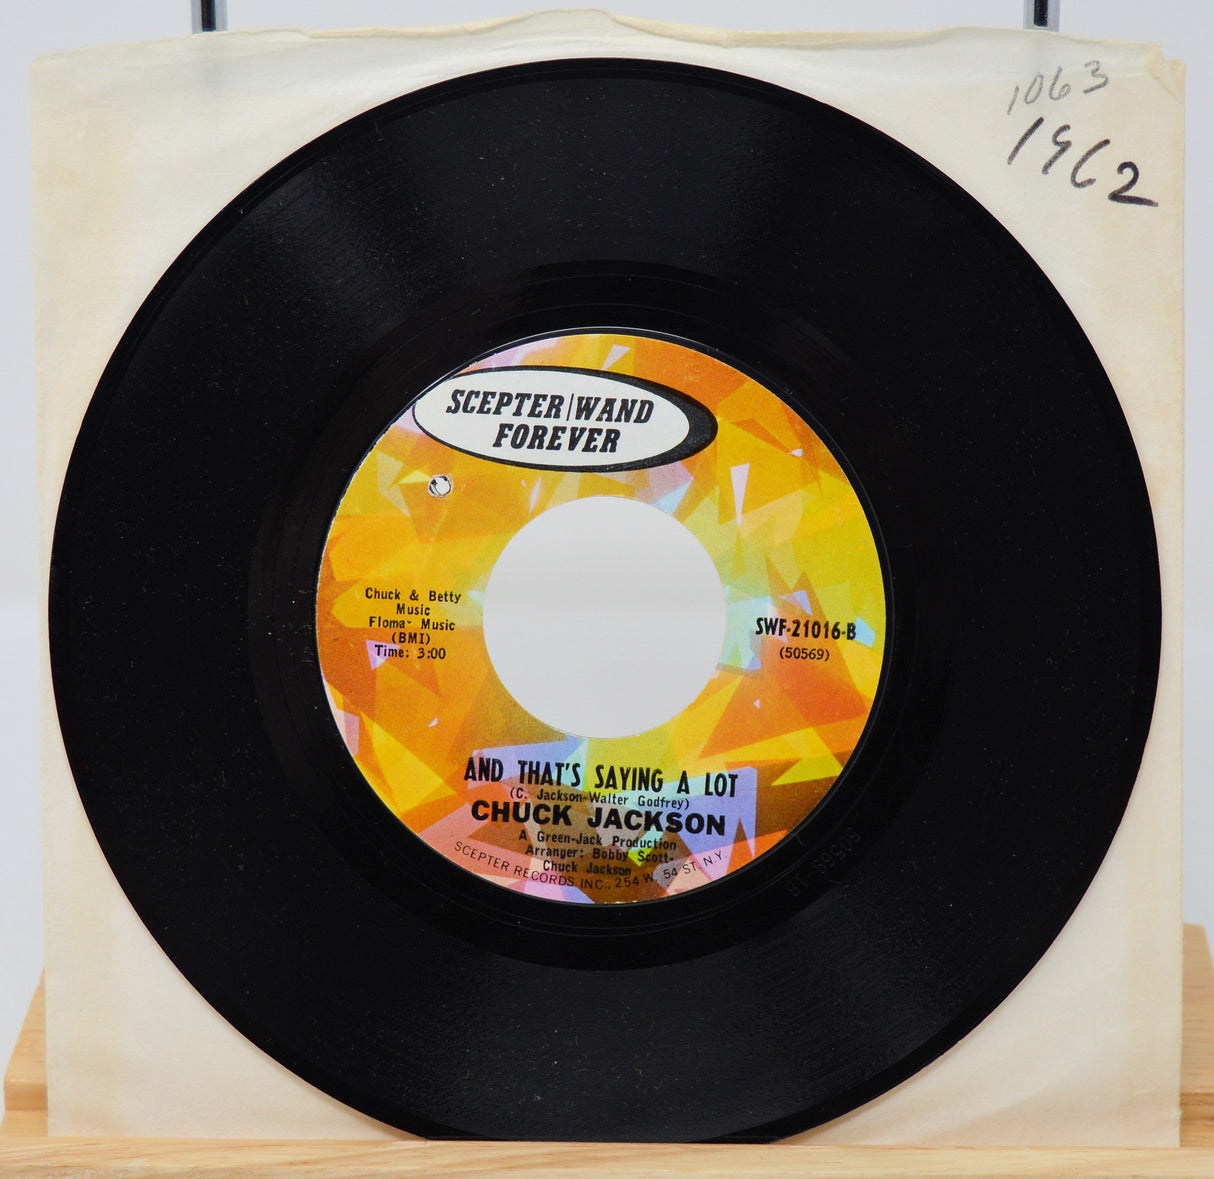 1063
1962
SCEPTER|WAND
FOREVER
Chuck & Betty
Music
Floma- Music
(BMI)
Time: 3:00
SWF-21016-B
(50569)
AND THAT'S SAYING A LOT
(C. Jackson-Walter Godfrey)
CHUCK JACKSON
A Green-Jack Production
Arranger: Bobby Scott-
Chuck Jackson
SCEPTER RECORDS INC., 254 W. 54 ST. N.Y.